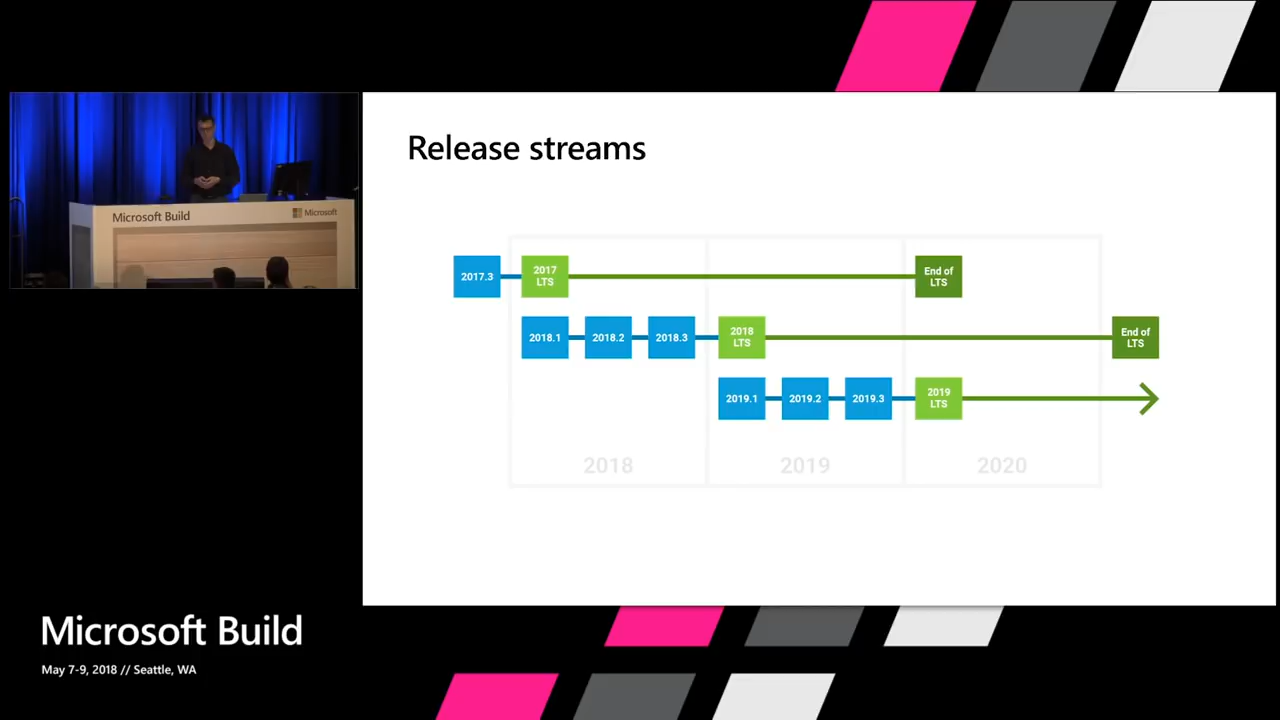 Microsoft Build
Microsoft
Release streams
2017.3
2017
LTS
End of
LTS
2018.1
2018.2
2018.3
2018
LTS
End of
LTS
2019.1
2019.2
2019.3
2019
LTS
2018
2019
2020
Microsoft Build
May 7-9, 2018 // Seattle, WA